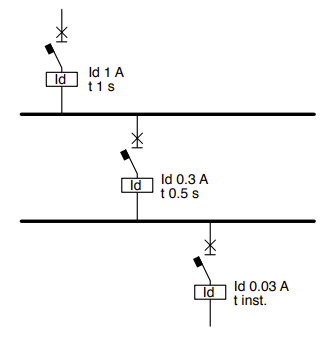 Id
Id 1 A
t 1 s
Id
Id 0.3 A
t 0.5 s
Id
Id 0.03 A
t inst.